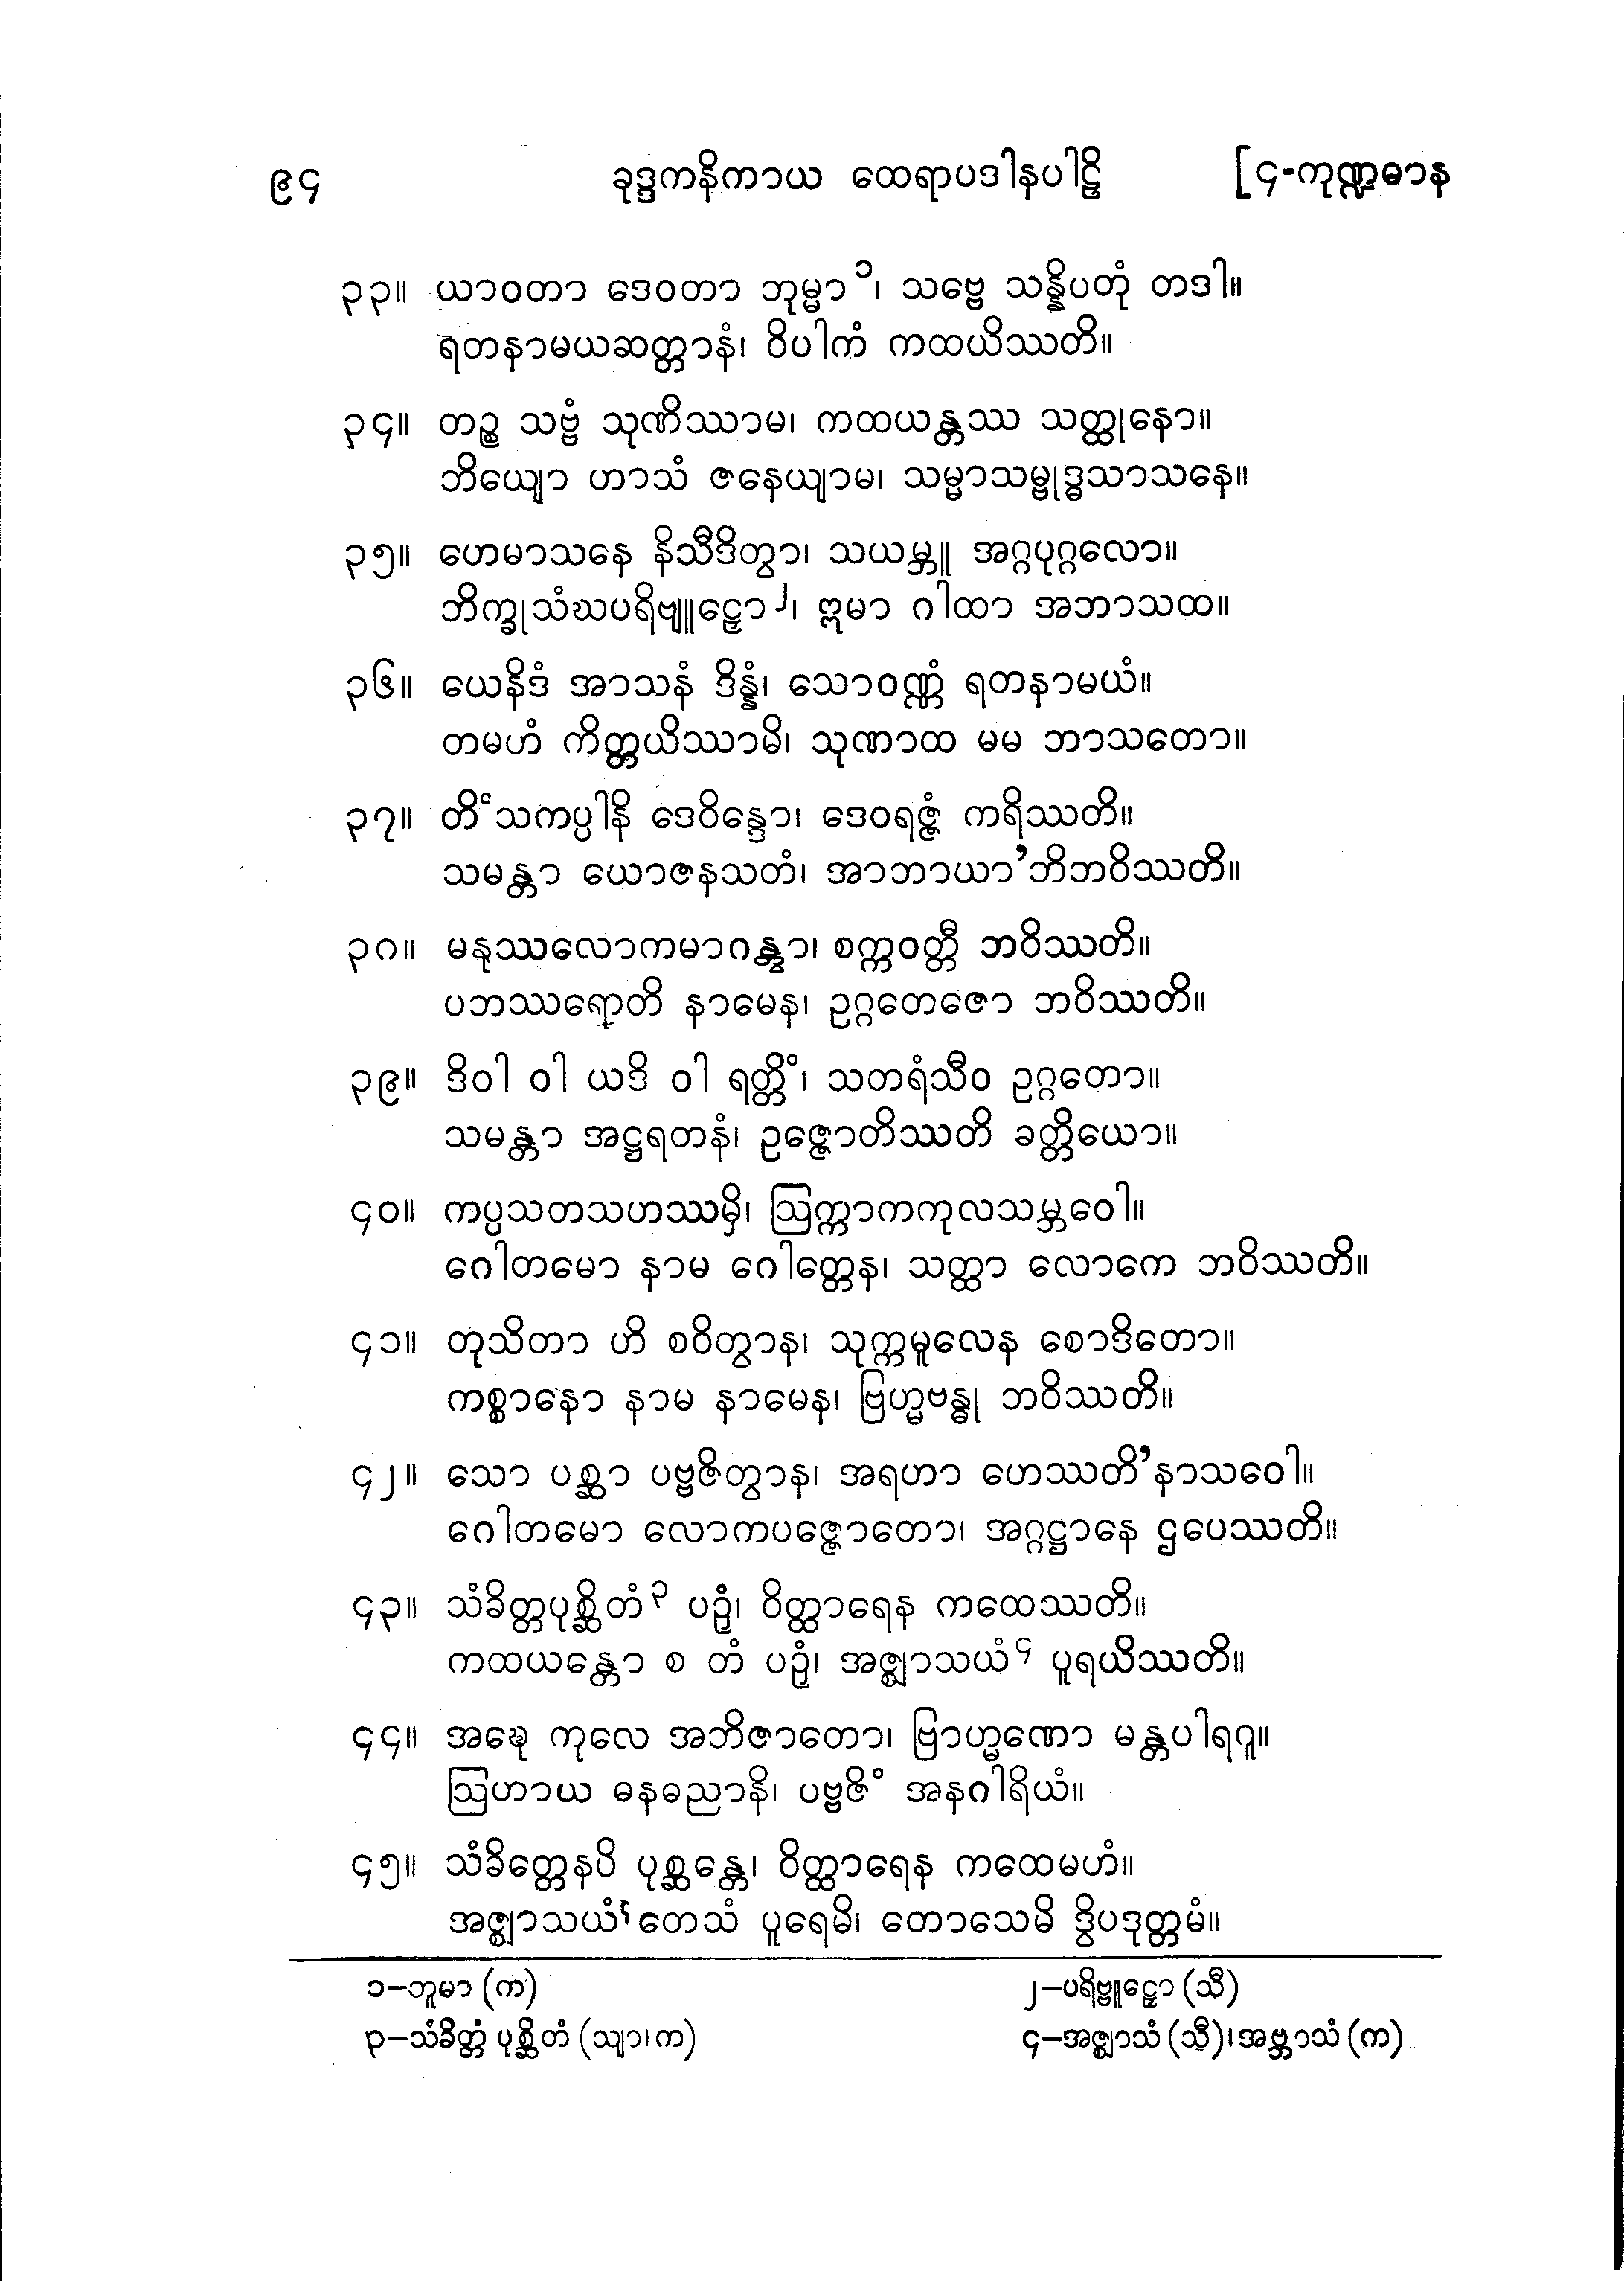 ၉၄ ခုဒ္ဒကနိကာယ ထေရာပဒါနပါဠိ [၄-ကုဏ္ဍဓာန
၃၃။ ယာဝတာ ဒေဝတာ ဘုမ္မာ ၁၊ သဗ္ဗေ သန္နိပတုံ တဒါ။
ရတနာမယဆတ္တာနံ၊ ဝိပါကံ ကထယိဿတိ။
၃၄။ တဉ္စ သဗ္ဗံ သုဏိဿာမ၊ ကထယန္တဿ သတ္ထုနော။
ဘိယျော ဟာသံ ဇနေယျာမ၊ သမ္မာသမ္ဗုဒ္ဓသာသနေ။
၃၅။ ဟေမာသနေ နိသီဒိတွာ၊ သယမ္ဘူ အဂ္ဂပုဂ္ဂလော။
ဘိက္ခုသံဃပရိဗျူဠှော ၂၊ ဣမာ ဂါထာ အဘာသထ။
၃၆။ ယေနိဒံ အာသနံ ဒိန္နံ၊ သောဝဏ္ဏံ ရတနာမယံ။
တမဟံ ကိတ္တယိဿာမိ၊ သုဏာထ မမ ဘာသတော။
၃၇။ တိံသကပ္ပါနိ ဒေဝိန္ဒော၊ ဒေဝရဇ္ဇံ ကရိဿတိ။
သမန္တာ ယောဇနသတံ၊ အာဘာယာ’ဘိဘဝိဿတိ။
၃၈။ မနုဿလောကမာဂန္တွာ၊ စက္ကဝတ္တီ ဘဝိဿတိ။
ပဘဿရောတိ နာမေန၊ ဥဂ္ဂတေဇော ဘဝိဿတိ။
၃၉။ ဒိဝါ ဝါ ယဒိ ဝါ ရတ္တိံ၊ သတရံသီဝ ဥဂ္ဂတော။
သမန္တာ အဋ္ဌရတနံ၊ ဥဇ္ဇောတိဿတိ ခတ္တိယော။
၄၀။ ကပ္ပသတသဟဿမှိ၊ ဩက္ကာကကုလသမ္ဘဝေါ။
ဂေါတမော နာမ ဂေါတ္တေန၊ သတ္ထာ လောကေ ဘဝိဿတိ။
၄၁။ တုသိတာ ဟိ စဝိတွာန၊ သုက္ကမူလေန စောဒိတော။
ကစ္စာနော နာမ နာမေန၊ ဗြဟ္မဗန္ဓု ဘဝိဿတိ။
၄၂။ သော ပစ္ဆာ ပဗ္ဗဇိတွာန၊ အရဟာ ဟေဿတိ’နာသဝေါ။
ဂေါတမော လောကပဇ္ဇောတော၊ အဂ္ဂဋ္ဌာနေ ဌပေဿတိ။
၄၃။ သံခိတ္တပုစ္ဆိတံ ၃ ပဉှံ၊ ဝိတ္ထာရေန ကထေဿတိ။
ကထယန္တော စ တံ ပဉှံ၊ အဇ္ဈာသယံ ၄ ပူရယိဿတိ။
၄၄။ အဍ္ဎေ ကုလေ အဘိဇာတော၊ ဗြာဟ္မဏော မန္တပါရဂူ။
ဩဟာယ ဓနဓညာနိ၊ ပဗ္ဗဇိံ အနဂါရိယံ။
၄၅။ သံခိတ္တေနပိ ပုစ္ဆန္တေ၊ ဝိတ္ထာရေန ကထေမဟံ။
အဇ္ဈာသယံ ၄ တေသံ ပူရေမိ၊ တောသေမိ ဒွိပဒုတ္တမံ။
၁–ဘူမာ (က) ၂–ပရိဗ္ဗူဠှော (သီ)
၃–သံခိတ္တံ ပုစ္ဆိတံ (သျာ၊က) ၄–အဇ္ဈာသံ (သီ)၊အဗ္ဘာသံ (က)